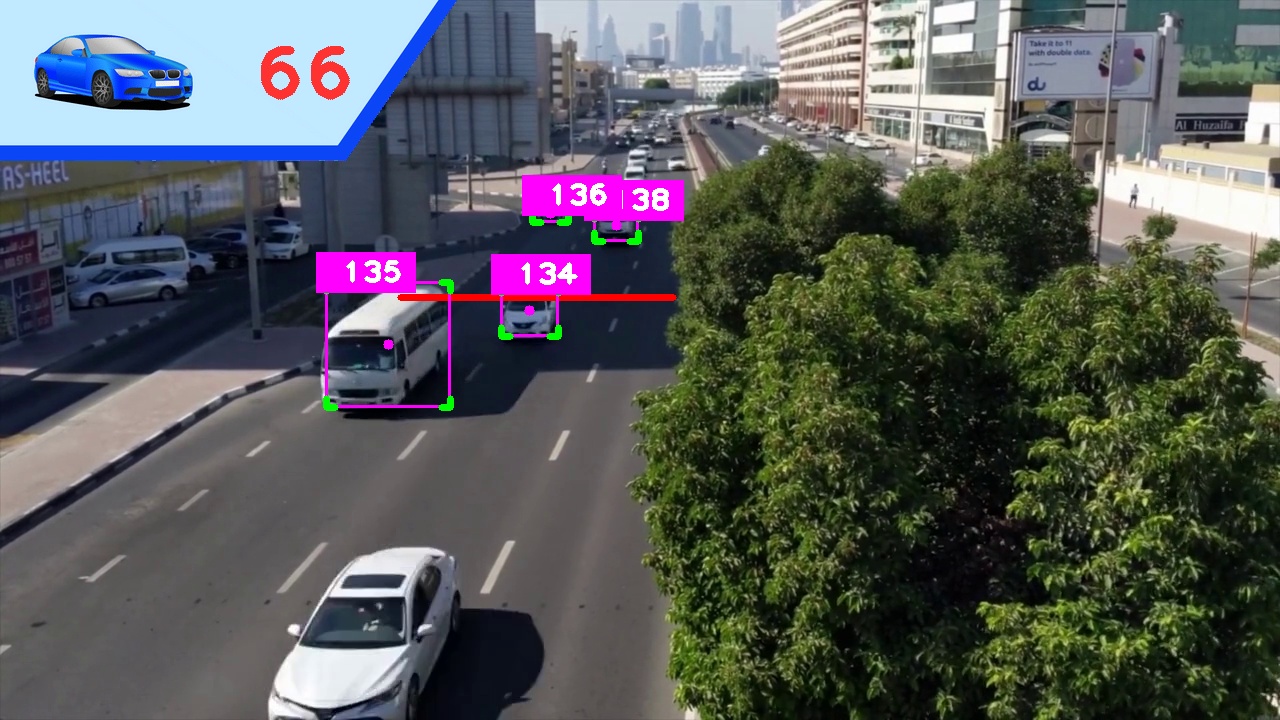 66
Take it to 11
with double data.
du
Al Huzaifa
AS-HEEL
136
38
135
134